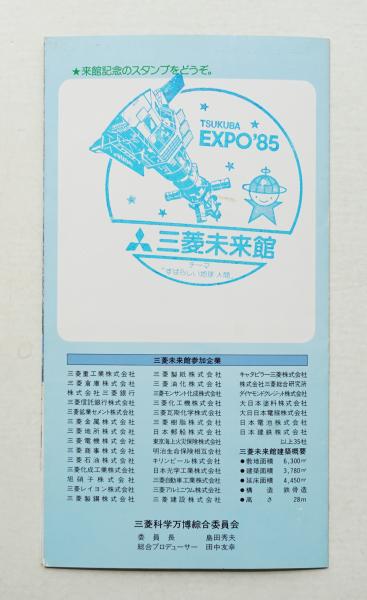 ★来館記念のスタンプをどうぞ。
TSUKUBA
EXPO'85
三菱未来館
テーマ
"すばらしい地球 人間
三菱未来館参加企業
三菱重工業株式会社
三菱倉庫株式会社
株式会社三菱銀行
三菱信託銀行株式会社
三菱鉱業セメント株式会社
三菱金属株式会社
三菱地所株式会社
三菱電機株式会社
三菱商事株式会社
三菱石油株式会社
三菱化成工業株式会社
旭硝子株式会社
三菱レイヨン株式会社
三菱製鋼株式会社
三菱製紙株式会社
三菱油化株式会社
三菱モンサント化成株式会社
三菱化工機株式会社
三菱瓦斯化学株式会社
三菱樹脂株式会社
日本郵船株式会社
東京海上火災保険株式会社
明治生命保険相互会社
キリンビール株式会社
日本光学工業株式会社
三菱自動車工業株式会社
三菱アルミニウム株式会社
三菱建設株式会社
キャタピラー三菱株式会社
株式会社三菱総合研究所
ダイヤモンドクレジット株式会社
大日本塗料株式会社
大日日本電線株式会社
日本電池株式会社
日本建鐵株式会社
以上35社
三菱未来館建築概要
●敷地面積 6,300㎡
●建築面積 3,780㎡
●延床面積 4,450㎡
●構造 鉄骨造
●高さ 28m
三菱科学万博綜合委員会
委員長 島田秀夫
総合プロデューサー 田中友幸